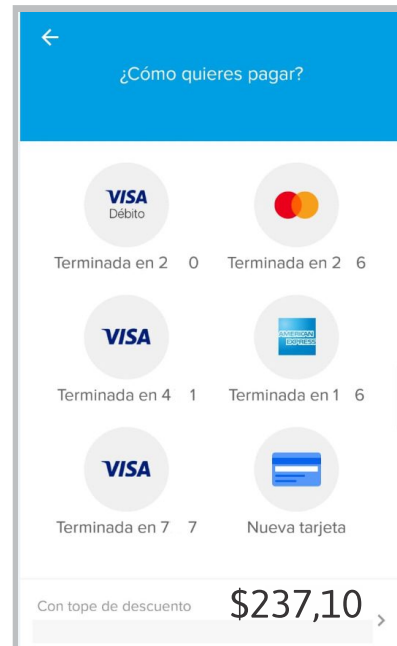 ¿Cómo quieres pagar?
VISA
Débito
Terminada en 2 0
Terminada en 2 6
VISA
AMERICAN
EXPRESS
Terminada en 4 1
Terminada en 1 6
VISA
Terminada en 7 7
Nueva tarjeta
Con tope de descuento $237,10